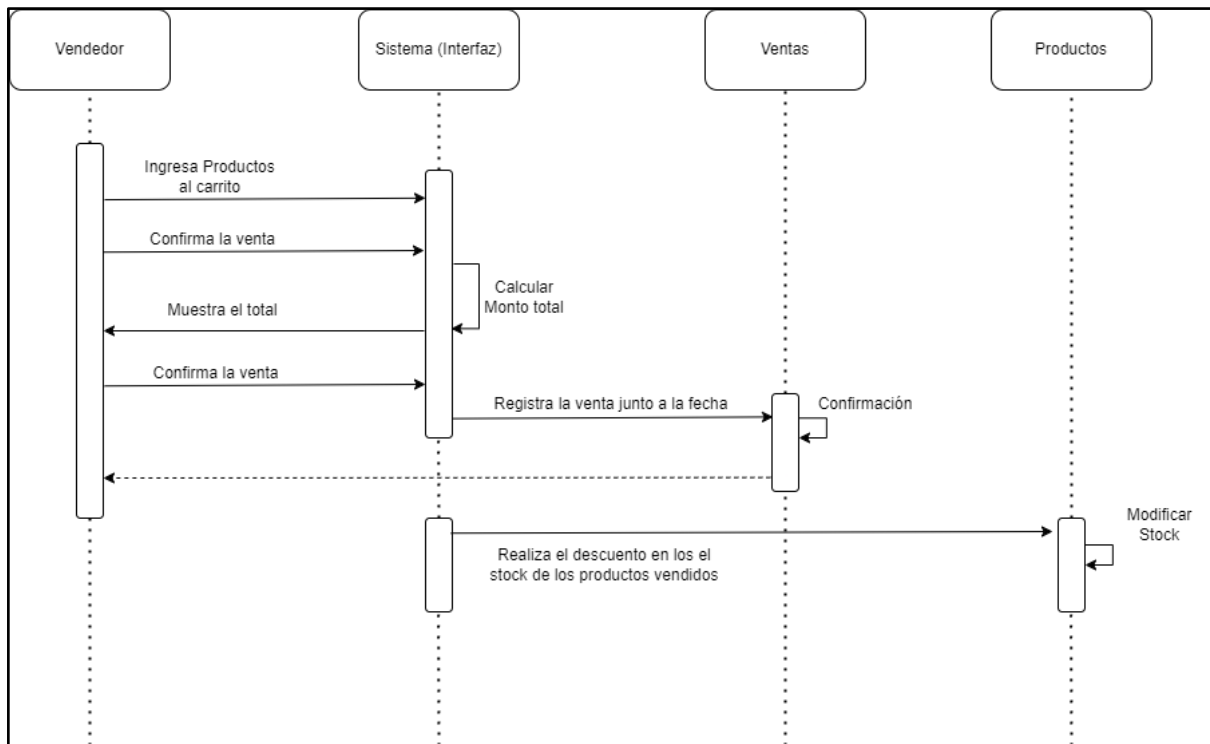 Vendedor
Sistema (Interfaz)
Ventas
Productos
Ingresa Productos
al carrito
Confirma la venta
Calcular
Monto total
Muestra el total
Confirma la venta
Registra la venta junto a la fecha
Confirmación
Modificar
Stock
Realiza el descuento en los el
stock de los productos vendidos